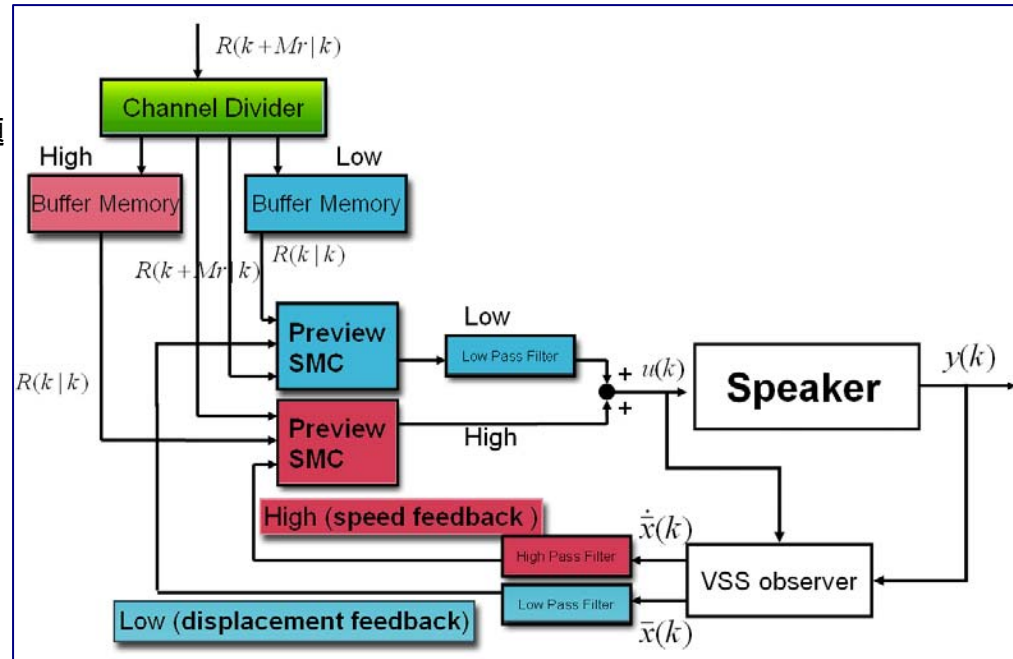 R(k+Mr|k)
Channel Divider
High
Low
Buffer Memory
Buffer Memory
R(k|k)
R(k+Mr|k)
Preview
SMC
Low
Low Pass Filter
+
u(k)
+
Speaker
y(k)
R(k|k)
Preview
SMC
High
High (speed feedback )
ẋ̄(k)
High Pass Filter
VSS observer
Low Pass Filter
Low (displacement feedback)
x̄(k)